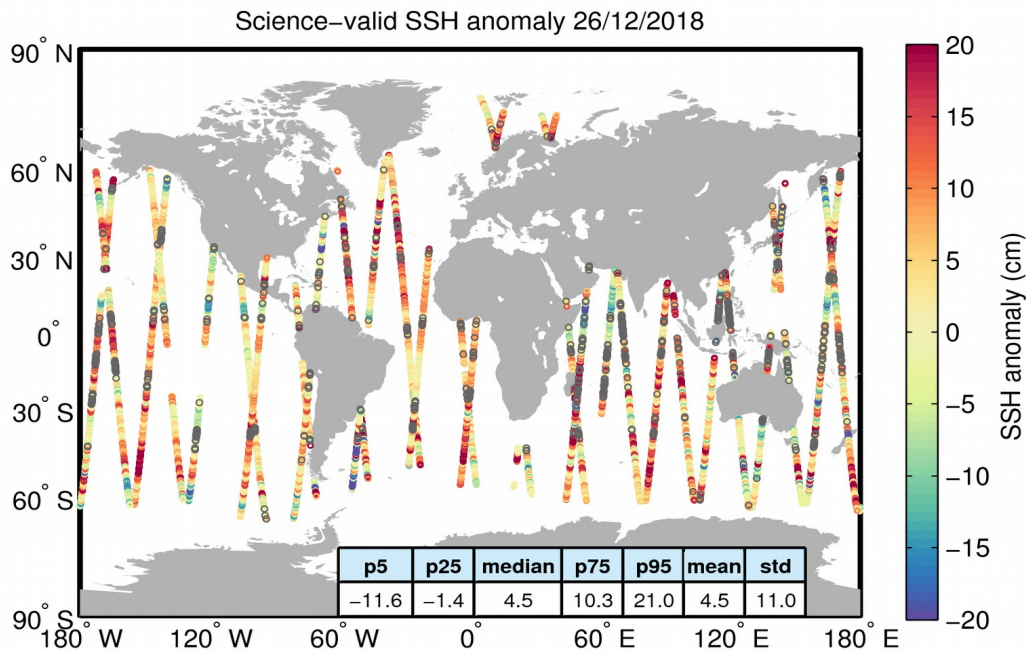 Science−valid SSH anomaly 26/12/2018
90° N
60° N
30° N
0°
30° S
60° S
90° S
180° W
120° W
60° W
0°
60° E
120° E
180° E
p5 p25 median p75 p95 mean std
−11.6 −1.4 4.5 10.3 21.0 4.5 11.0
20
15
10
5
0
−5
−10
−15
−20
SSH anomaly (cm)